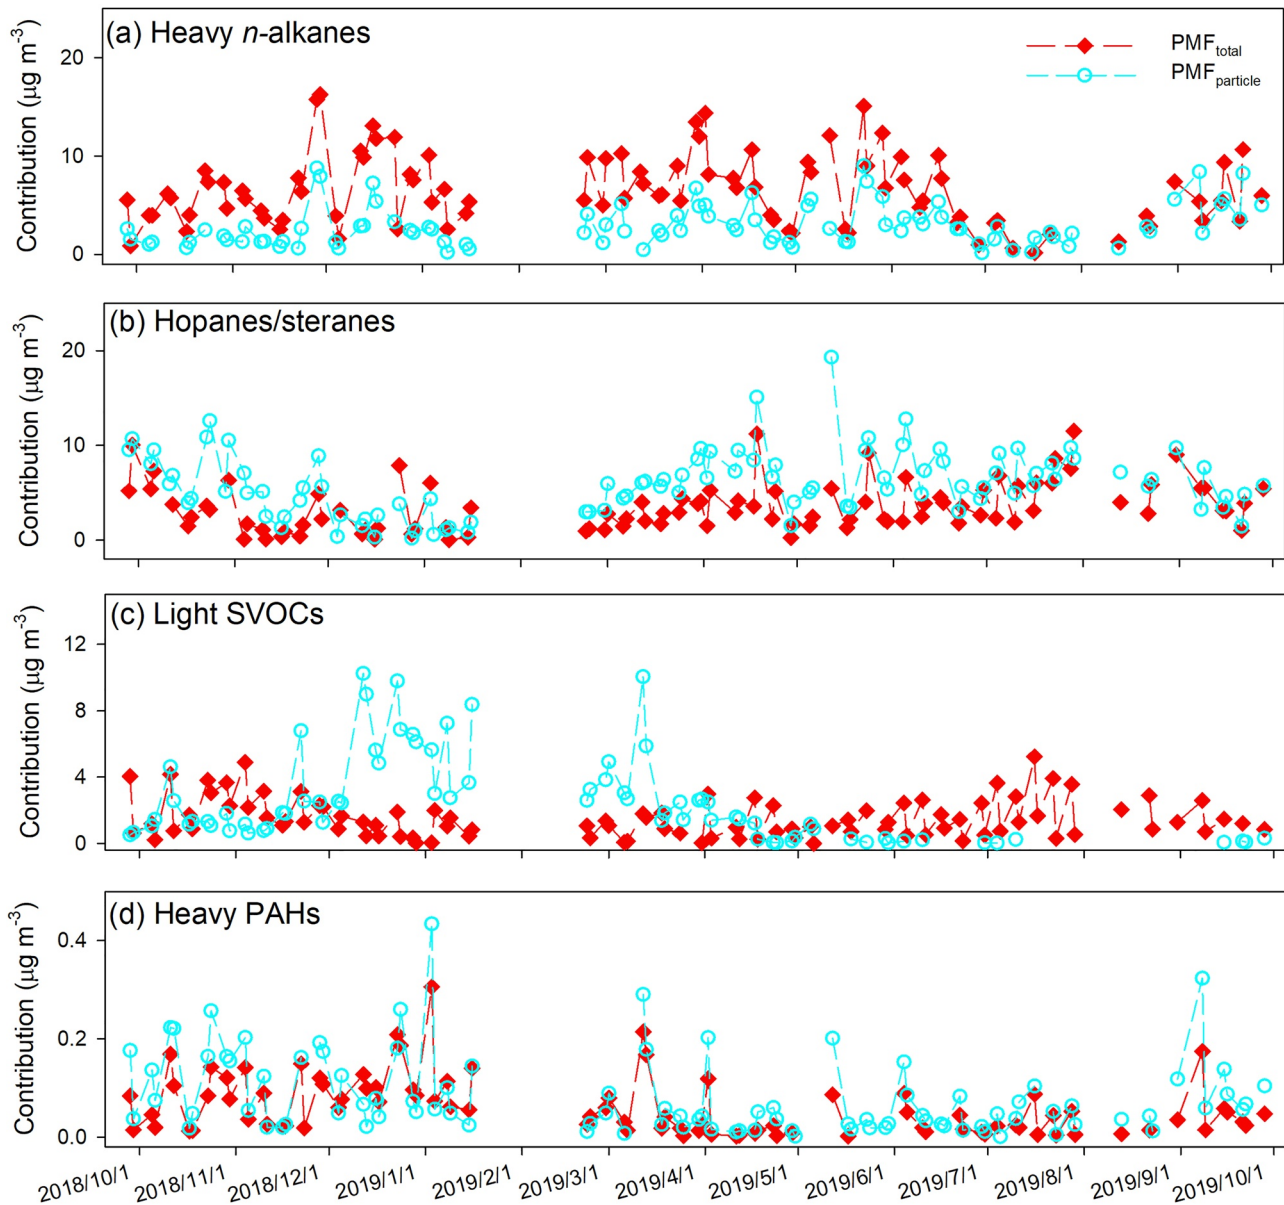 (a) Heavy n-alkanes
PMFtotal
PMFparticle
Contribution (μg m-3)
20
10
0
(b) Hopanes/steranes
Contribution (μg m-3)
20
10
0
(c) Light SVOCs
Contribution (μg m-3)
12
8
4
0
(d) Heavy PAHs
Contribution (μg m-3)
0.4
0.2
0.0
2018/10/1
2018/11/1
2018/12/1
2019/1/1
2019/2/1
2019/3/1
2019/4/1
2019/5/1
2019/6/1
2019/7/1
2019/8/1
2019/9/1
2019/10/1